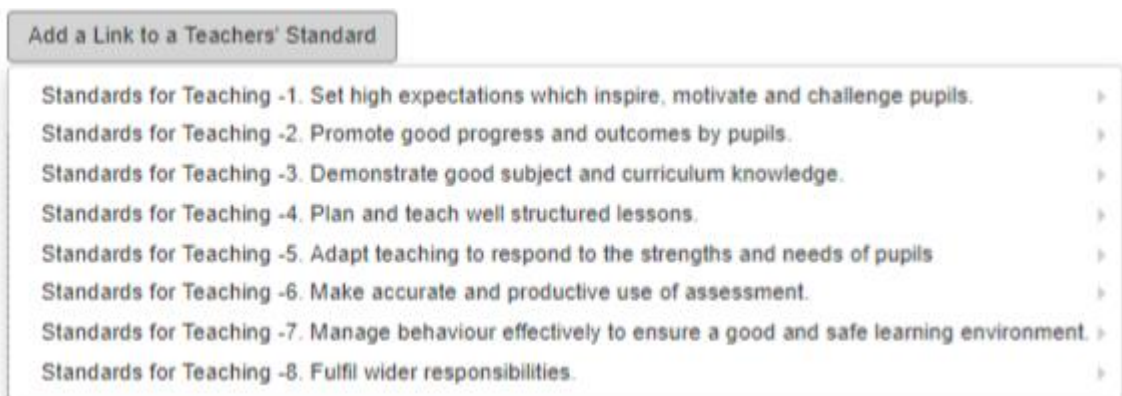 Add a Link to a Teachers' Standard
Standards for Teaching -1. Set high expectations which inspire, motivate and challenge pupils.
Standards for Teaching -2. Promote good progress and outcomes by pupils.
Standards for Teaching -3. Demonstrate good subject and curriculum knowledge.
Standards for Teaching -4. Plan and teach well structured lessons.
Standards for Teaching -5. Adapt teaching to respond to the strengths and needs of pupils
Standards for Teaching -6. Make accurate and productive use of assessment.
Standards for Teaching -7. Manage behaviour effectively to ensure a good and safe learning environment.
Standards for Teaching -8. Fulfil wider responsibilities.